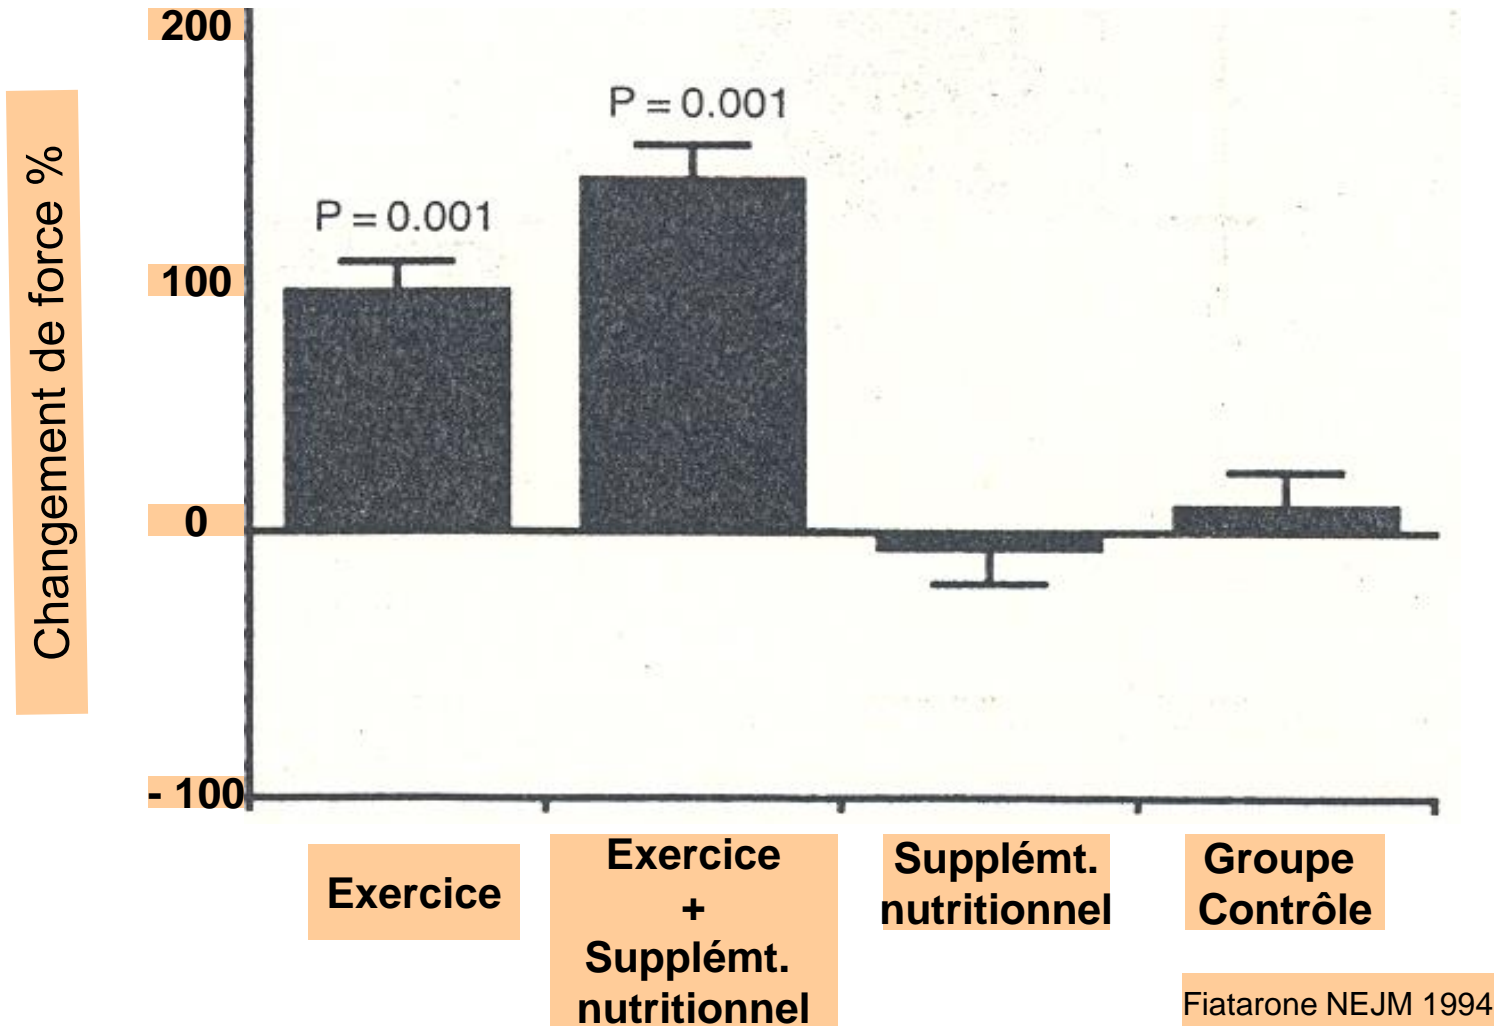 200
P = 0.001
P = 0.001
100
0
- 100
Changement de force %
Exercice
Exercice
+
Supplémt.
nutritionnel
Supplémt.
nutritionnel
Groupe
Contrôle
Fiatarone NEJM 1994